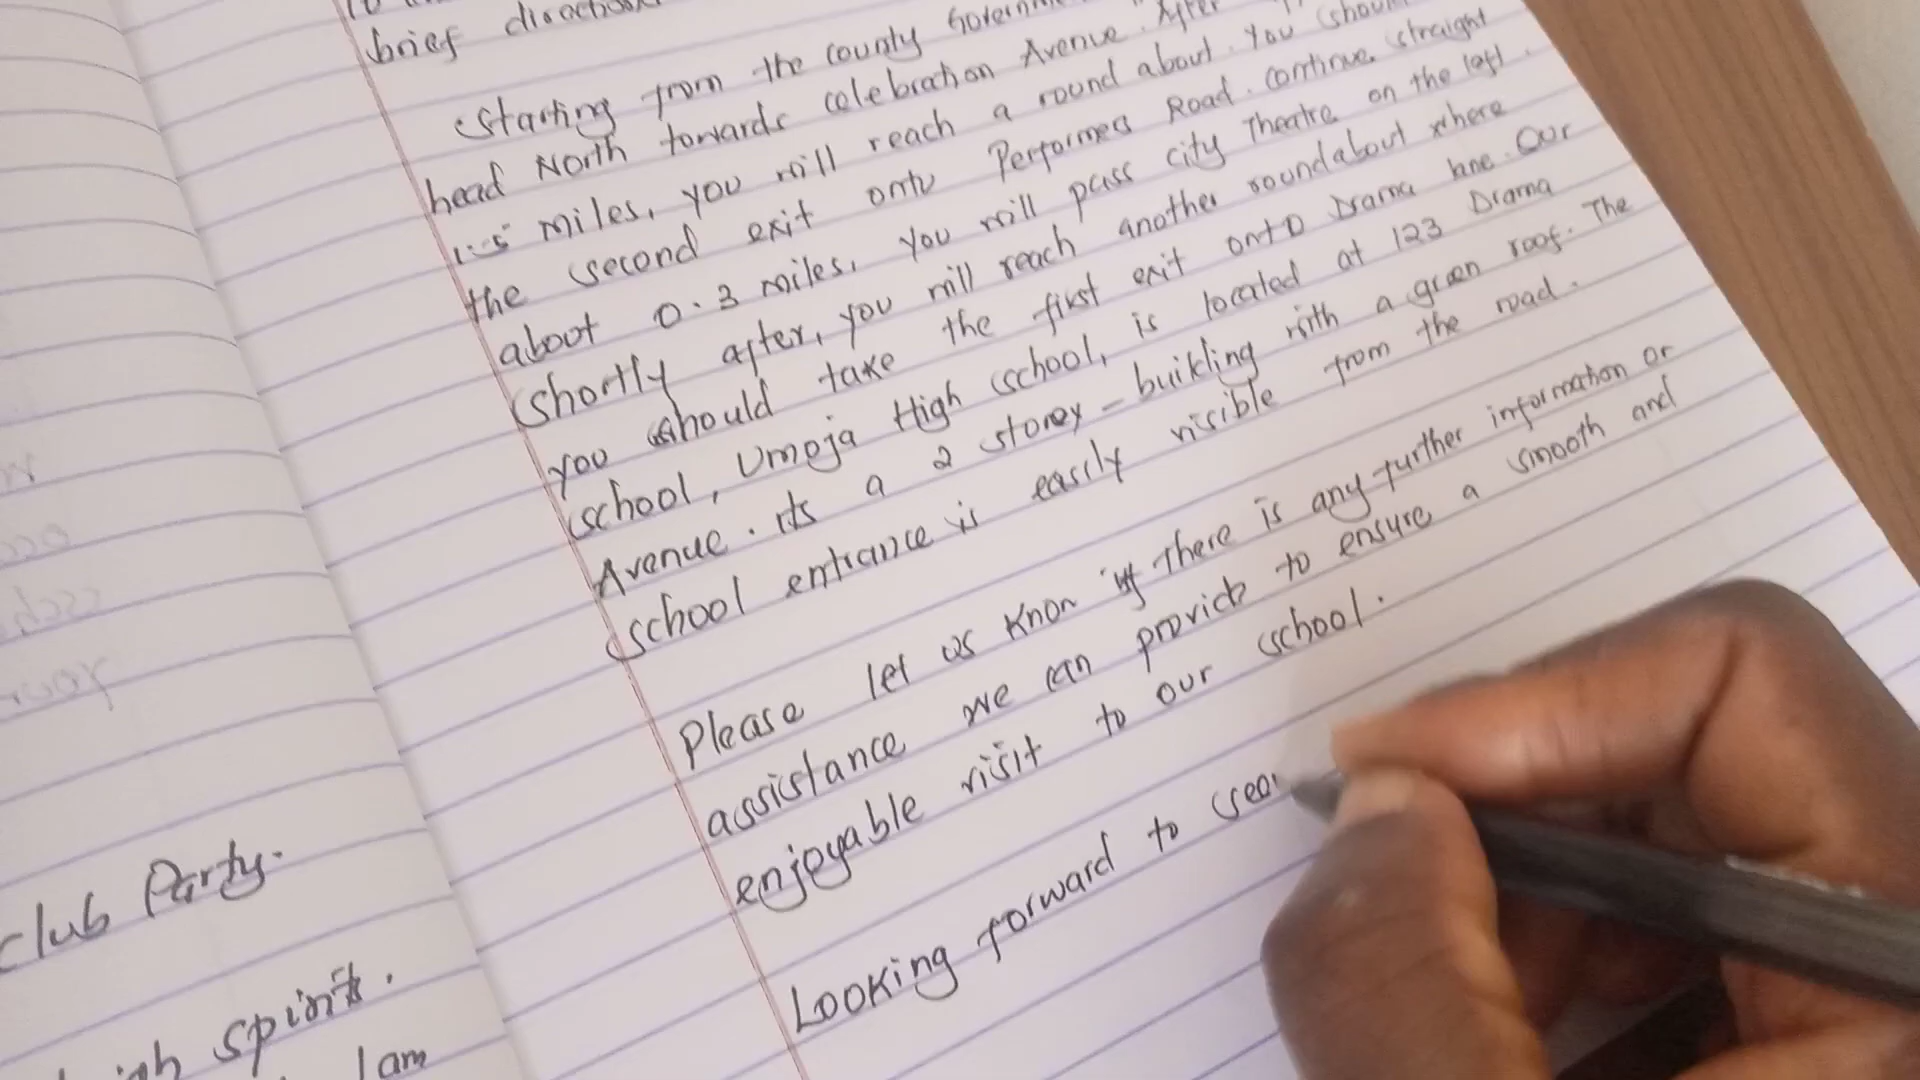 brief direction
Starting from the county Governm
head North towards celebration Avenue. After
1.5 miles, you will reach a round about. You should
the second exit onto Performers Road. Continue straight
about 0.3 miles, you will pass city Theatre on the left.
Shortly after, you will reach another roundabout where
you should take the first exit onto Drama lane. Our
school, Umoja High school, is located at 123 Drama
Avenue. its a 2 storey-building with a green roof. The
school entrance is easily visible from the road.
Please let us know if there is any further information or
assistance we can provide to ensure a smooth and
enjoyable visit to our school.
Looking forward to seei
club Party.
high spirits.
I am